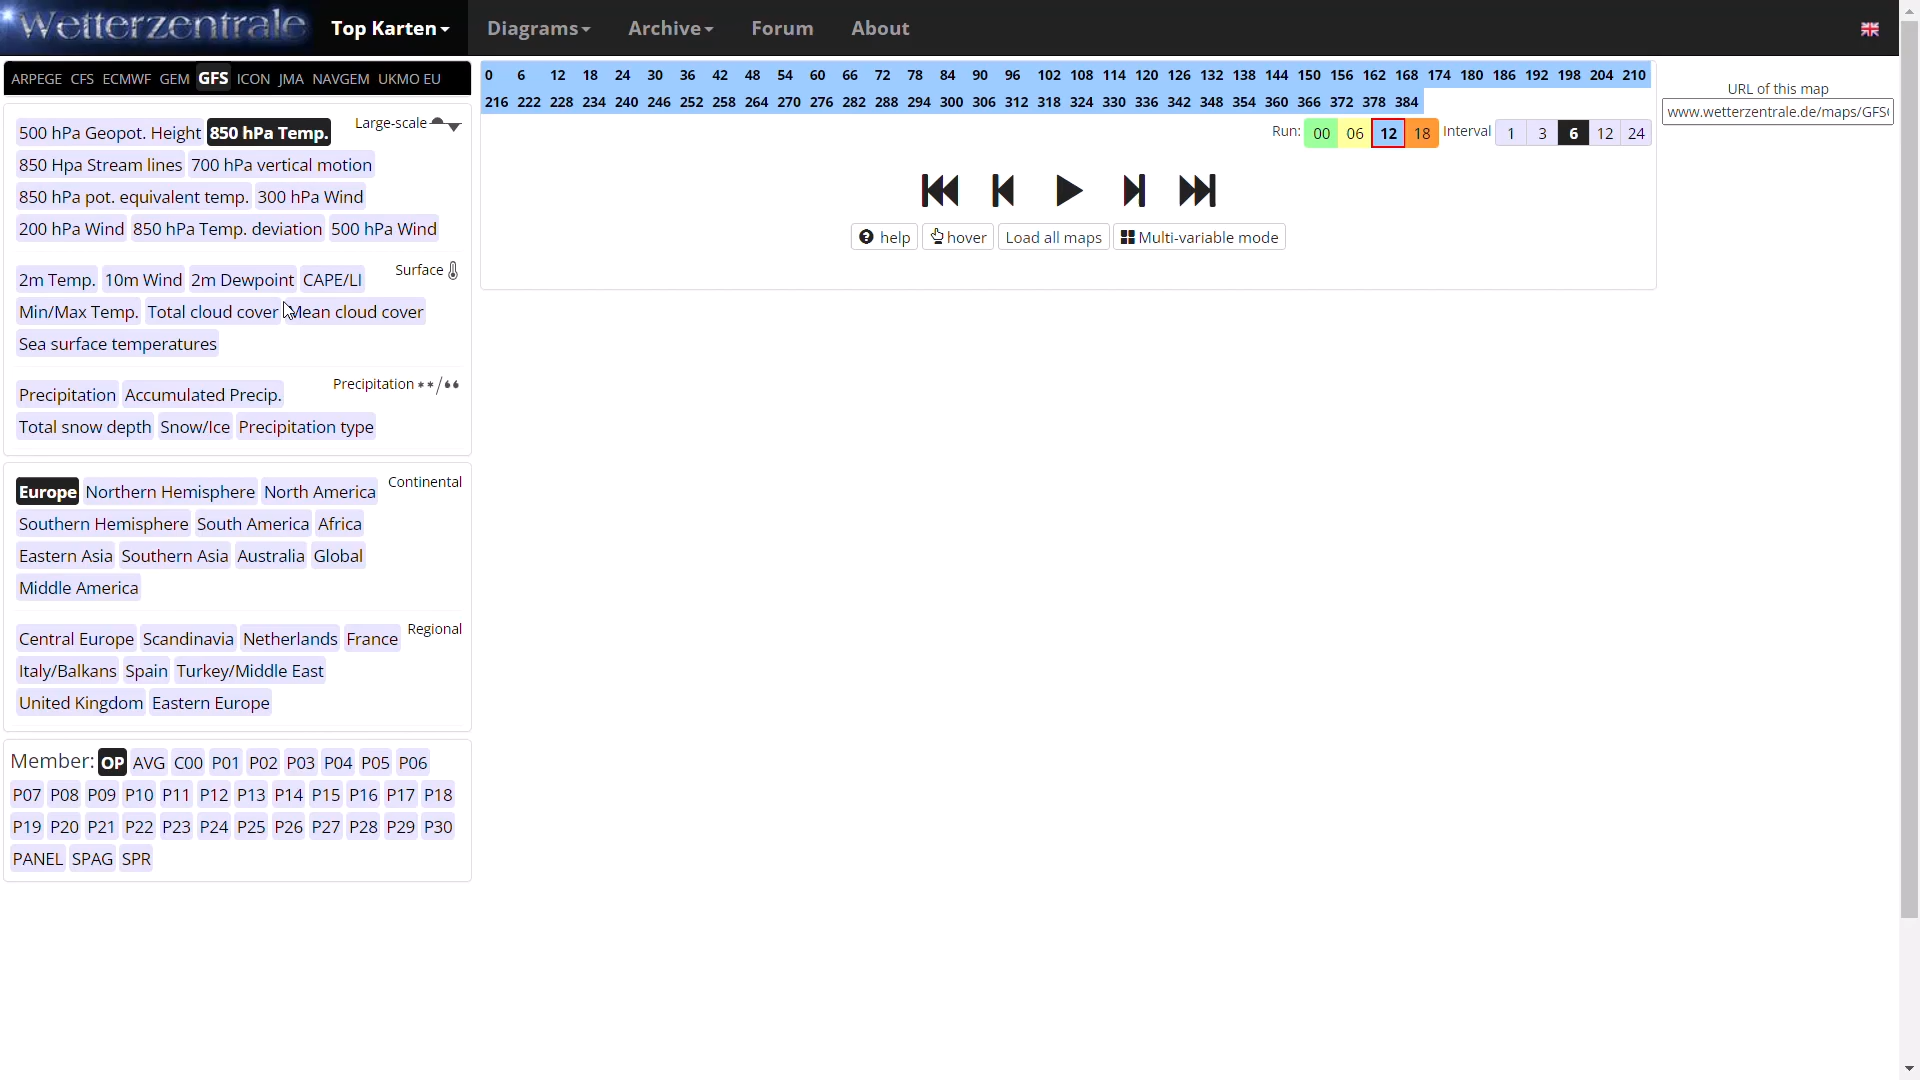 Wetterzentrale
Top Karten
Diagrams
Archive
Forum
About
ARPEGE CFS ECMWF GEM GFS ICON JMA NAVGEM UKMO EU
Large-scale
500 hPa Geopot. Height 850 hPa Temp.
850 Hpa Stream lines 700 hPa vertical motion
850 hPa pot. equivalent temp. 300 hPa Wind
200 hPa Wind 850 hPa Temp. deviation 500 hPa Wind
Surface
2m Temp. 10m Wind 2m Dewpoint CAPE/LI
Min/Max Temp. Total cloud cover Mean cloud cover
Sea surface temperatures
Precipitation
Precipitation Accumulated Precip.
Total snow depth Snow/Ice Precipitation type
Continental
Europe Northern Hemisphere North America
Southern Hemisphere South America Africa
Eastern Asia Southern Asia Australia Global
Middle America
Regional
Central Europe Scandinavia Netherlands France
Italy/Balkans Spain Turkey/Middle East
United Kingdom Eastern Europe
Member: OP AVG C00 P01 P02 P03 P04 P05 P06
P07 P08 P09 P10 P11 P12 P13 P14 P15 P16 P17 P18
P19 P20 P21 P22 P23 P24 P25 P26 P27 P28 P29 P30
PANEL SPAG SPR
0 6 12 18 24 30 36 42 48 54 60 66 72 78 84 90 96 102 108 114 120 126 132 138 144 150 156 162 168 174 180 186 192 198 204 210
216 222 228 234 240 246 252 258 264 270 276 282 288 294 300 306 312 318 324 330 336 342 348 354 360 366 372 378 384
Run: 00 06 12 18 Interval 1 3 6 12 24
help hover Load all maps Multi-variable mode
URL of this map
www.wetterzentrale.de/maps/GFS